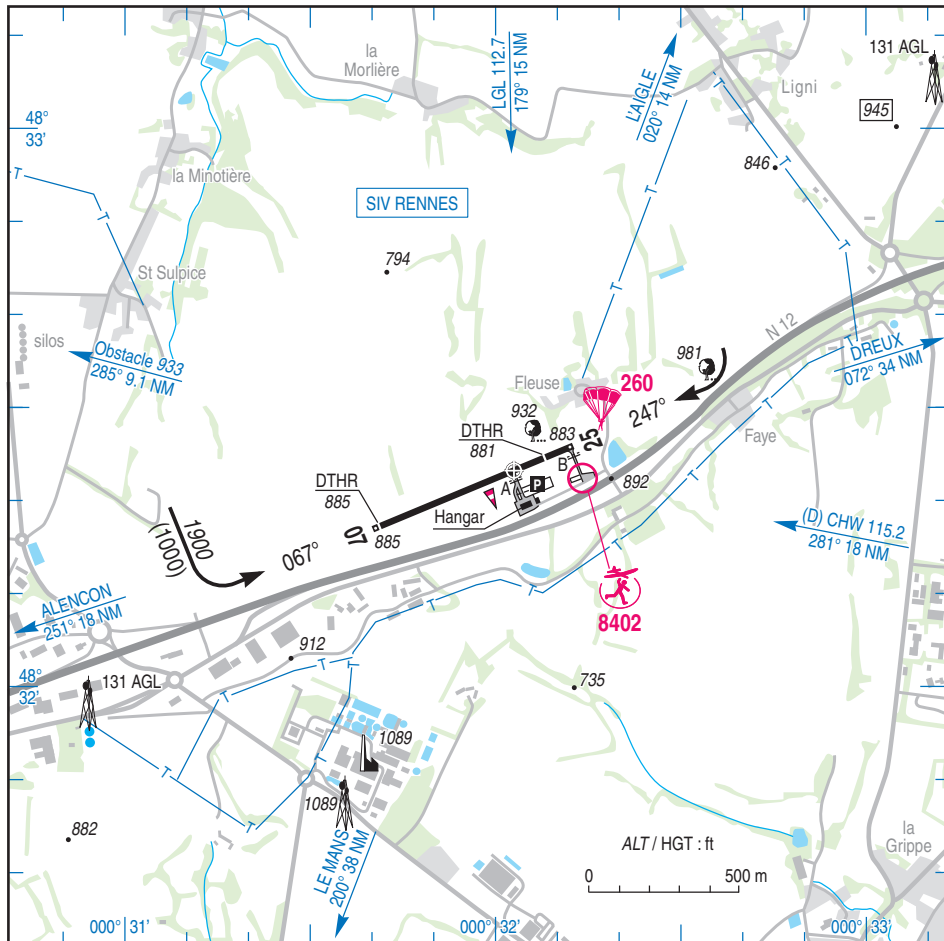 la
Morlière
LGL 112.7
179° 15 NM
L'AIGLE
020° 14 NM
131 AGL
Ligni
945
48°
33'
846
la Minotière
T
T
T
SIV RENNES
St Sulpice
794
T
T
T
N 12
silos
Obstacle 933
285° 9.1 NM
981
DREUX
072° 34 NM
T
Fleuse
260
247°
932
883
25
DTHR
881
Faye
B
892
A
P
DTHR
885
Hangar
885
07
(D) CHW 115.2
281° 18 NM
T
1900
(1000)
067°
T
ALENCON
251° 18 NM
8402
T
912
T
T
48°
32'
131 AGL
T
735
1089
T
T
1089
T
882
LE MANS
200° 38 NM
la
Grippe
ALT / HGT : ft
0
500 m
000° 31'
000° 32'
000° 33'